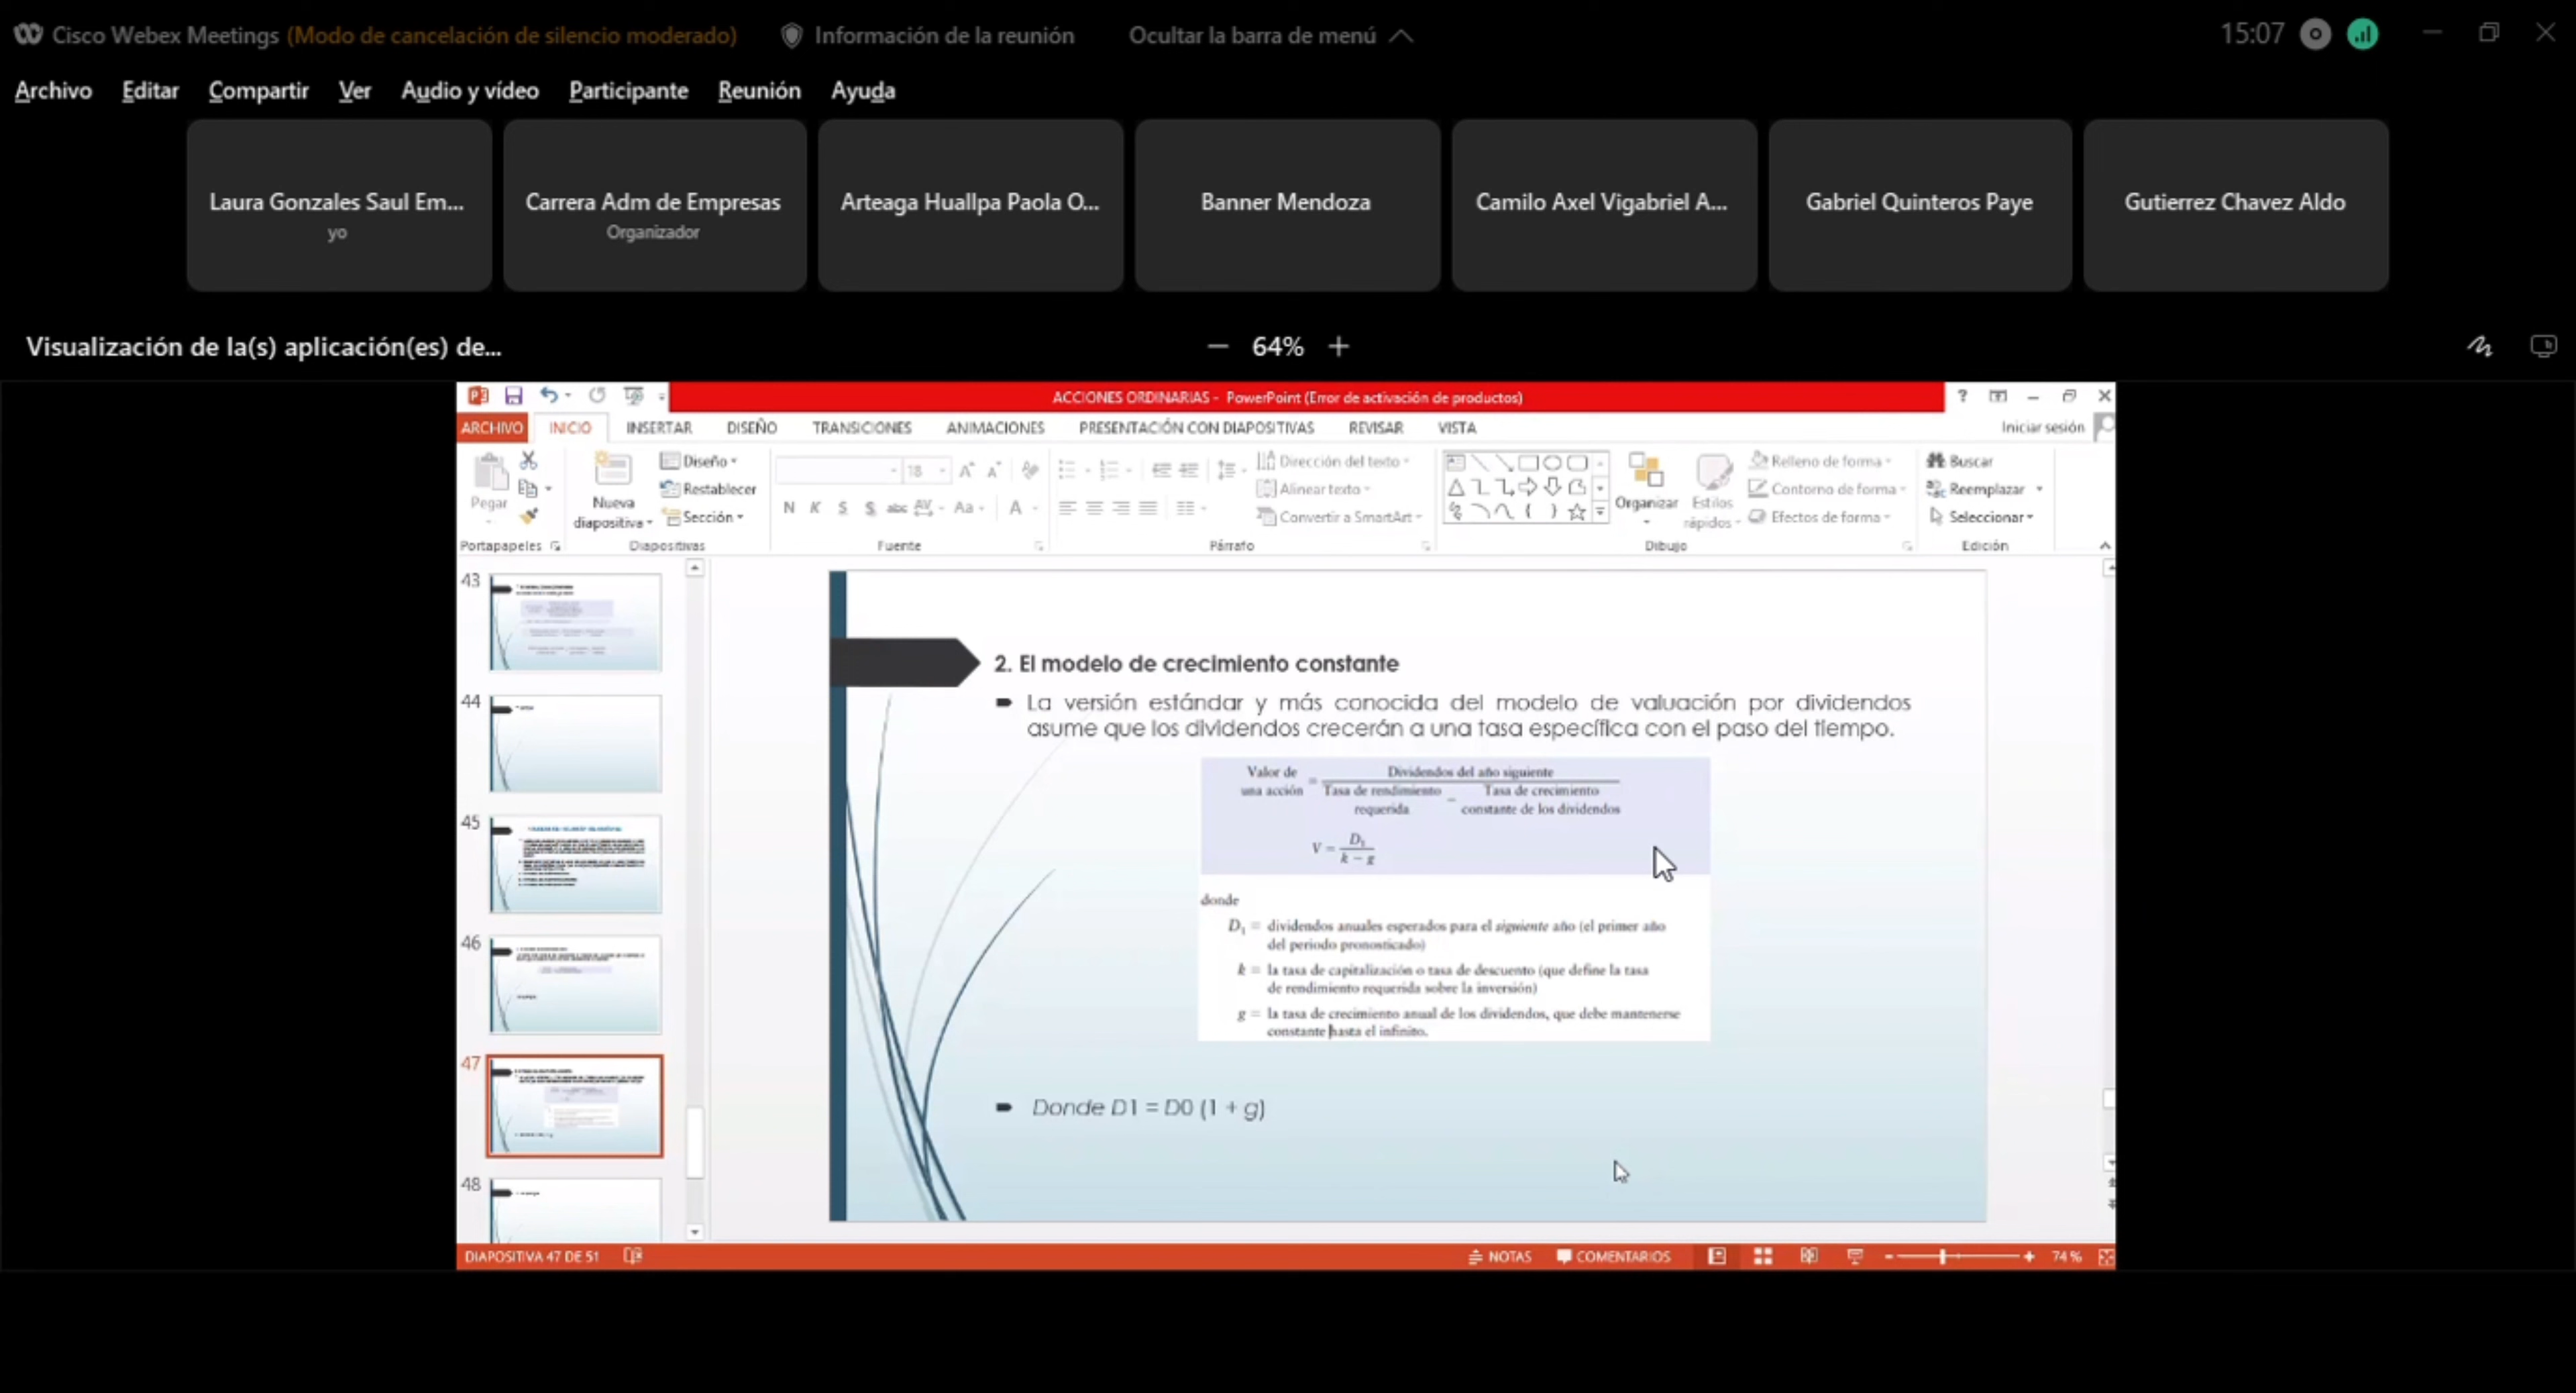 Cisco Webex Meetings (Modo de cancelación de silencio moderado) Información de la reunión Ocultar la barra de menú 15:07
Archivo Editar Compartir Ver Audio y vídeo Participante Reunión Ayuda
Laura Gonzales Saul Em... Carrera Adm de Empresas Arteaga Huallpa Paola O... Banner Mendoza Camilo Axel Vigabriel A... Gabriel Quinteros Paye Gutierrez Chavez Aldo
yo Organizador
Visualización de la(s) aplicación(es) de... 64%
ACCIONES ORDINARIAS - PowerPoint (Error de activación de productos)
ARCHIVO INICIO INSERTAR DISEÑO TRANSICIONES ANIMACIONES PRESENTACIÓN CON DIAPOSITIVAS REVISAR VISTA Iniciar sesión
Pegar
Nueva diapositiva
Diseño
Restablecer
Sección
18
N K S S abc AV Aa A
Dirección del texto
Alinear texto
Convertir a SmartArt
Organizar
Estilos rápidos
Relleno de forma
Contorno de forma
Efectos de forma
Buscar
Reemplazar
Seleccionar
Portapapeles Diapositivas Fuente Párrafo Dibujo Edición
43
44
45
46
47
48
2. El modelo de crecimiento constante
La versión estándar y más conocida del modelo de valuación por dividendos
asume que los dividendos crecerán a una tasa específica con el paso del tiempo.
Valor de una acción = Dividendos del año siguiente
Tasa de rendimiento requerida − Tasa de crecimiento constante de los dividendos
V = D₁ / k − g
donde
D₁ = dividendos anuales esperados para el siguiente año (el primer año
del periodo pronosticado)
k = la tasa de capitalización o tasa de descuento (que define la tasa
de rendimiento requerida sobre la inversión)
g = la tasa de crecimiento anual de los dividendos, que debe mantenerse
constante hasta el infinito.
Donde D1 = D0 (1 + g)
DIAPOSITIVA 47 DE 51 NOTAS COMENTARIOS 74 %